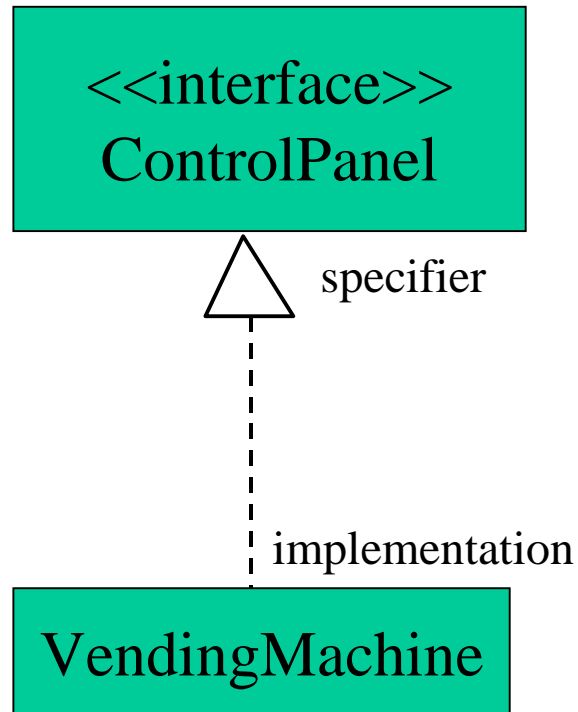 <<interface>>
ControlPanel
specifier
implementation
VendingMachine